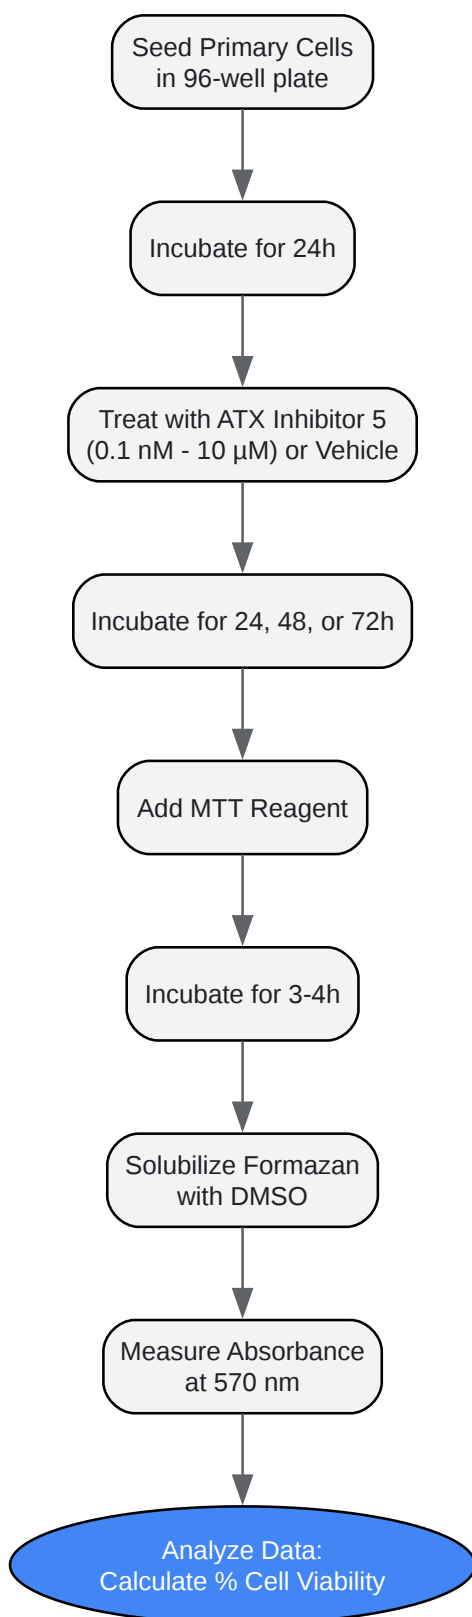 Seed Primary Cells
in 96-well plate
Incubate for 24h
Treat with ATX Inhibitor 5
(0.1 nM - 10 µM) or Vehicle
Incubate for 24, 48, or 72h
Add MTT Reagent
Incubate for 3-4h
Solubilize Formazan
with DMSO
Measure Absorbance
at 570 nm
Analyze Data:
Calculate % Cell Viability